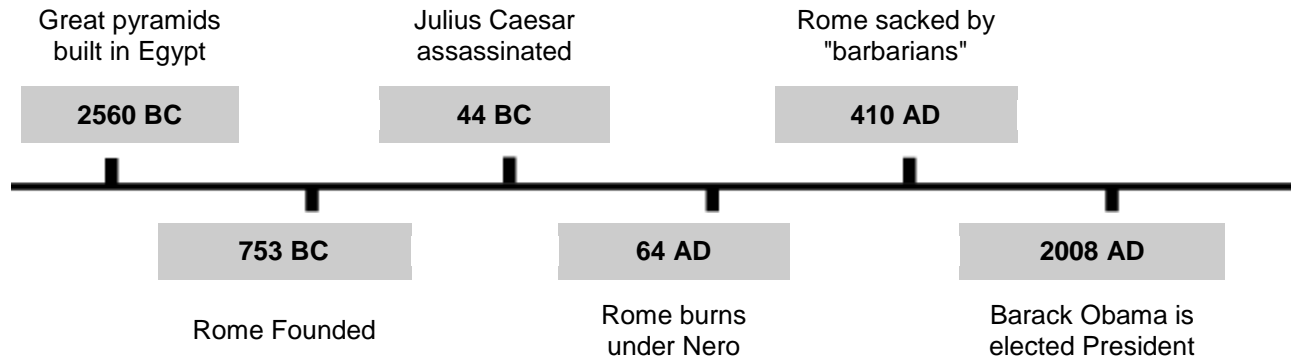 Great pyramids
built in Egypt
2560 BC
753 BC
Rome Founded
Julius Caesar
assassinated
44 BC
64 AD
Rome burns
under Nero
Rome sacked by
"barbarians"
410 AD
2008 AD
Barack Obama is
elected President